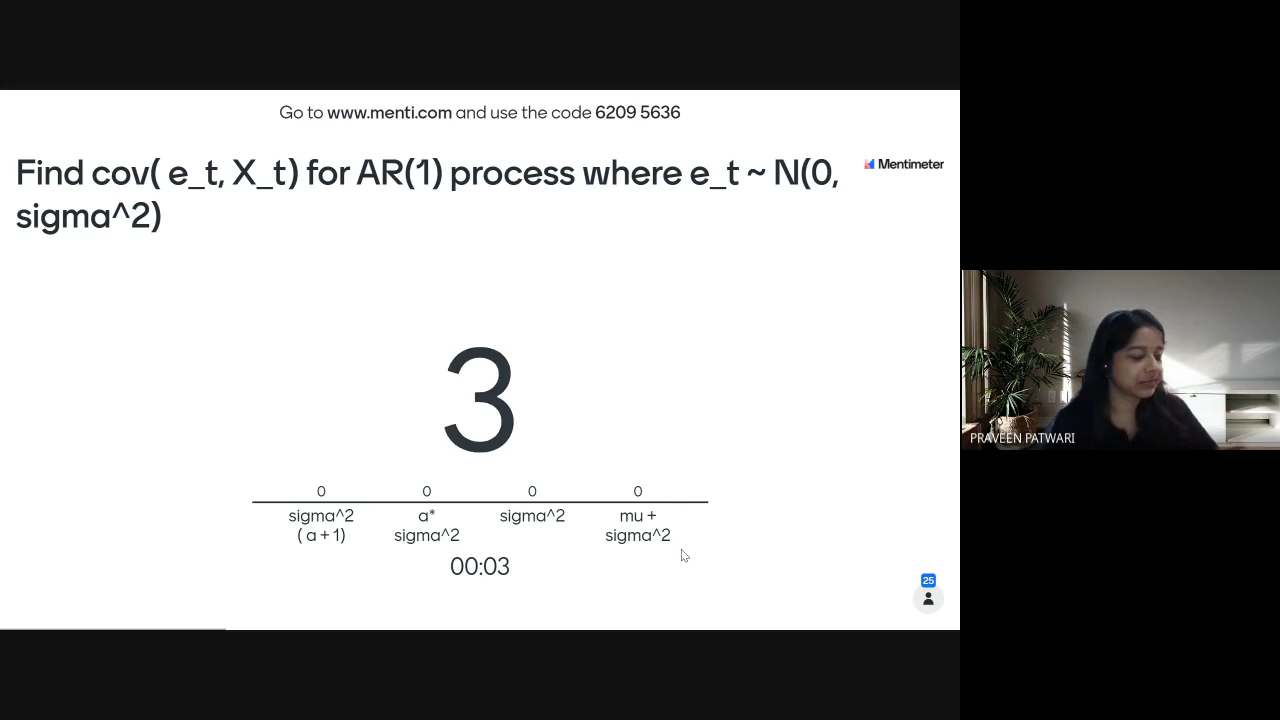 Go to www.menti.com and use the code 6209 5636
Find cov( e_t, X_t) for AR(1) process where e_t ~ N(0,
sigma^2)
Mentimeter
3
0 0 0 0
sigma^2
( a + 1)
a*
sigma^2
sigma^2
mu +
sigma^2
00:03
25
PRAVEEN PATWARI